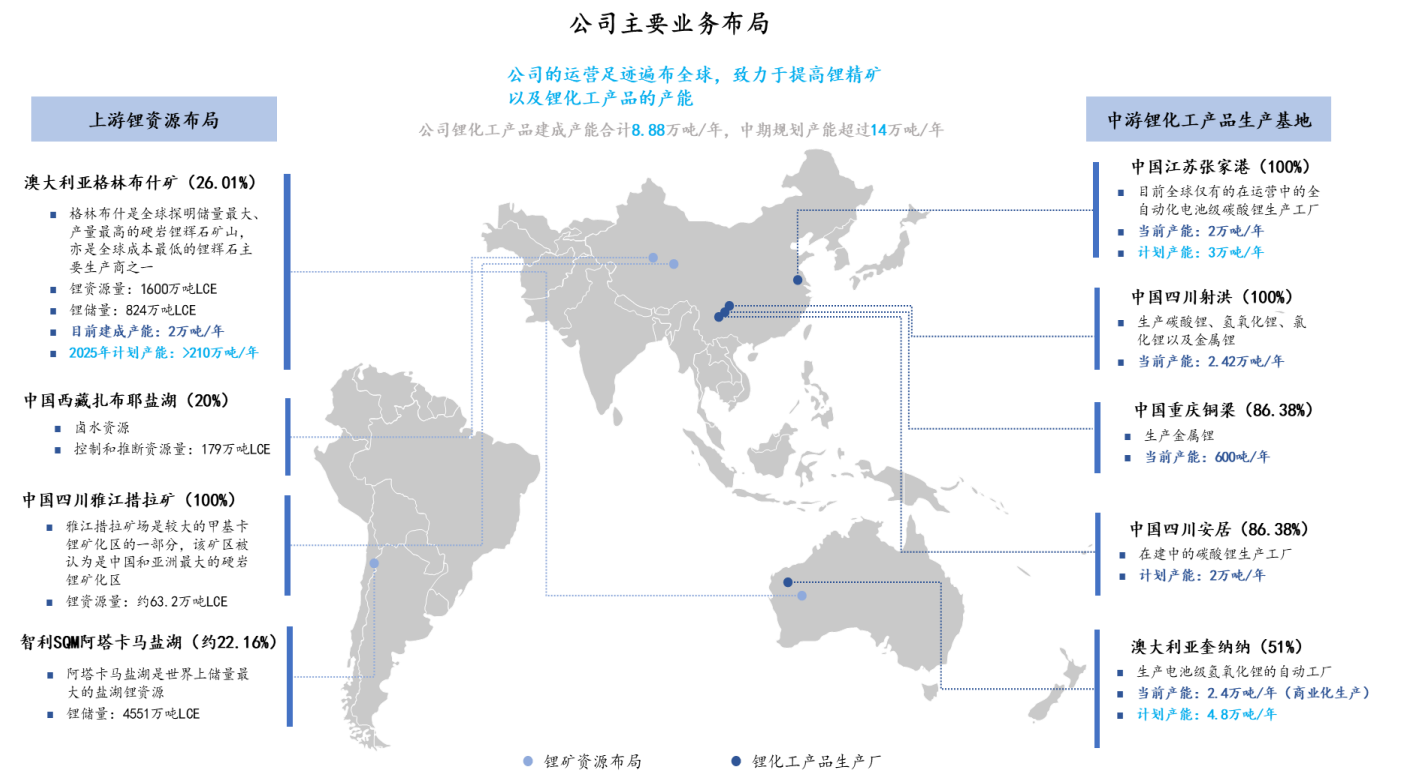 公司主要业务布局
公司的运营足迹遍布全球，致力于提高锂精矿
以及锂化工产品的产能
公司锂化工产品建成产能合计8.88万吨/年，中期规划产能超过14万吨/年
上游锂资源布局
澳大利亚格林布什矿（26.01%）
■ 格林布什是全球探明储量最大、
产量最高的硬岩锂辉石矿山，
亦是全球成本最低的锂辉石主
要生产商之一
■ 锂资源量：1600万吨LCE
■ 锂储量：824万吨LCE
■ 目前建成产能：2万吨/年
■ 2025年计划产能：>210万吨/年
中国西藏扎布耶盐湖（20%）
■ 卤水资源
■ 控制和推断资源量：179万吨LCE
中国四川雅江措拉矿（100%）
■ 雅江措拉矿场是较大的甲基卡
锂矿化区的一部分，该矿区被
认为是中国和亚洲最大的硬岩
锂矿化区
■ 锂资源量：约63.2万吨LCE
智利SQM阿塔卡马盐湖（约22.16%）
■ 阿塔卡马盐湖是世界上储量最
大的盐湖锂资源
■ 锂储量：4551万吨LCE
中游锂化工产品生产基地
中国江苏张家港（100%）
■ 目前全球仅有的在运营中的全
自动化电池级碳酸锂生产工厂
■ 当前产能：2万吨/年
■ 计划产能：3万吨/年
中国四川射洪（100%）
■ 生产碳酸锂、氢氧化锂、氯
化锂以及金属锂
■ 当前产能：2.42万吨/年
中国重庆铜梁（86.38%）
■ 生产金属锂
■ 当前产能：600吨/年
中国四川安居（86.38%）
■ 在建中的碳酸锂生产工厂
■ 计划产能：2万吨/年
澳大利亚奎纳纳（51%）
■ 生产电池级氢氧化锂的自动工厂
■ 当前产能：2.4万吨/年（商业化生产）
■ 计划产能：4.8万吨/年
锂矿资源布局
锂化工产品生产厂